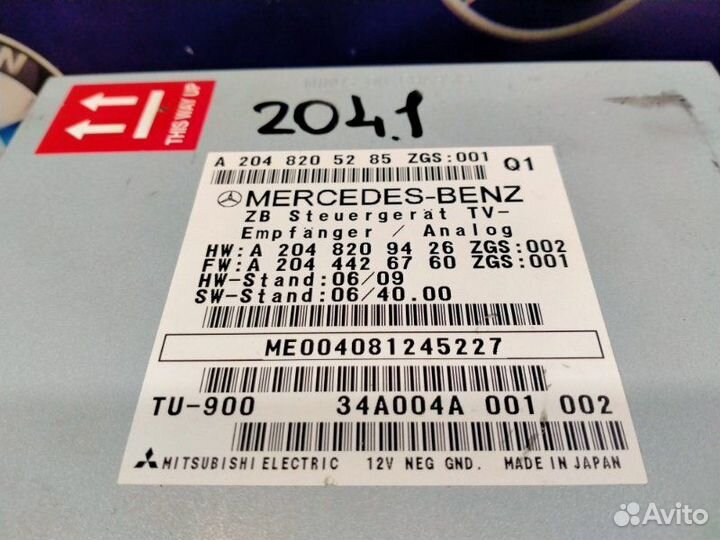 THIS WAY UP
204.1
A 204 820 52 85 ZGS:001 Q1
MERCEDES-BENZ
ZB Steuergerät TV-
Empfänger / Analog
HW:A 204 820 94 26 ZGS:002
FW:A 204 442 67 60 ZGS:001
HW-Stand:06/09
SW-Stand:06/40.00
ME004081245227
TU-900 34A004A 001 002
MITSUBISHI ELECTRIC 12V NEG GND. MADE IN JAPAN
Avito